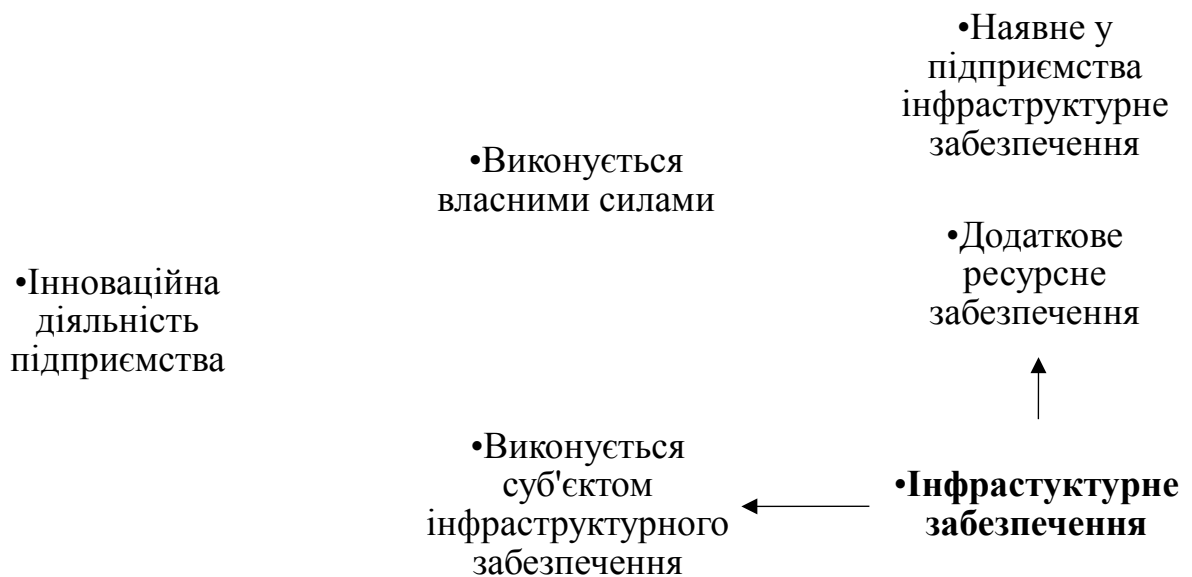 •Інноваційна
діяльність
підприємства
•Виконується
власними силами
•Виконується
суб'єктом
інфраструктурного
забезпечення
•Наявне у
підприємства
інфраструктурне
забезпечення
•Додаткове
ресурсне
забезпечення
•Інфрастуктурне
забезпечення